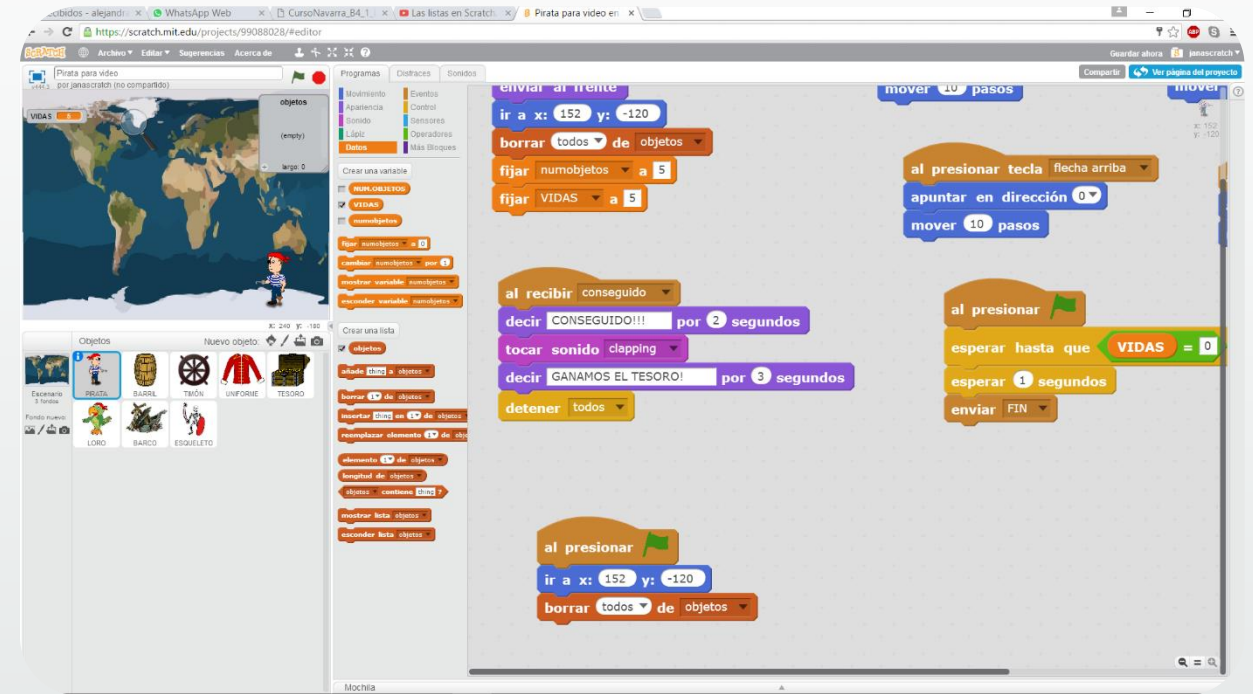 WhatsApp Web
CursoNavarra_B4_1_
Las listas en Scratch
Pirata para video en
https://scratch.mit.edu/projects/99088028/#editor
SCRATCH
Archivo
Editar
Sugerencias
Acerca de
Guardar ahora
janascratch
Pirata para video
por janascratch (no compartido)
Programas
Disfraces
Sonidos
Compartir
Ver página del proyecto
VIDAS
objetos
(empty)
largo: 0
Movimiento
Eventos
Apariencia
Control
Sonido
Sensores
Lápiz
Operadores
Datos
Más Bloques
Crear una variable
NUM.OBJETOS
VIDAS
numobjetos
fijar numobjetos a 0
cambiar numobjetos por 1
mostrar variable numobjetos
esconder variable numobjetos
Crear una lista
objetos
añade thing a objetos
borrar 1 de objetos
insertar thing en 1 de objetos
reemplazar elemento 1 de
elemento 1 de objetos
longitud de objetos
objetos contiene thing ?
mostrar lista objetos
esconder lista objetos
X: 240 y: -180
Objetos
Nuevo objeto:
Escenario
3 fondos
Fondo nuevo
PIRATA
BARRIL
TIMÓN
UNIFORME
TESORO
LORO
BARCO
ESQUELETO
enviar al frente
ir a x: 152 y: -120
borrar todos de objetos
fijar numobjetos a 5
fijar VIDAS a 5
al recibir conseguido
decir CONSEGUIDO!!! por 2 segundos
tocar sonido clapping
decir GANAMOS EL TESORO! por 3 segundos
detener todos
al presionar
ir a x: 152 y: -120
borrar todos de objetos
mover 10 pasos
mover
x: 152
y: -120
al presionar tecla flecha arriba
apuntar en dirección 0
mover 10 pasos
al presionar
esperar hasta que VIDAS = 0
esperar 1 segundos
enviar FIN
Mochila